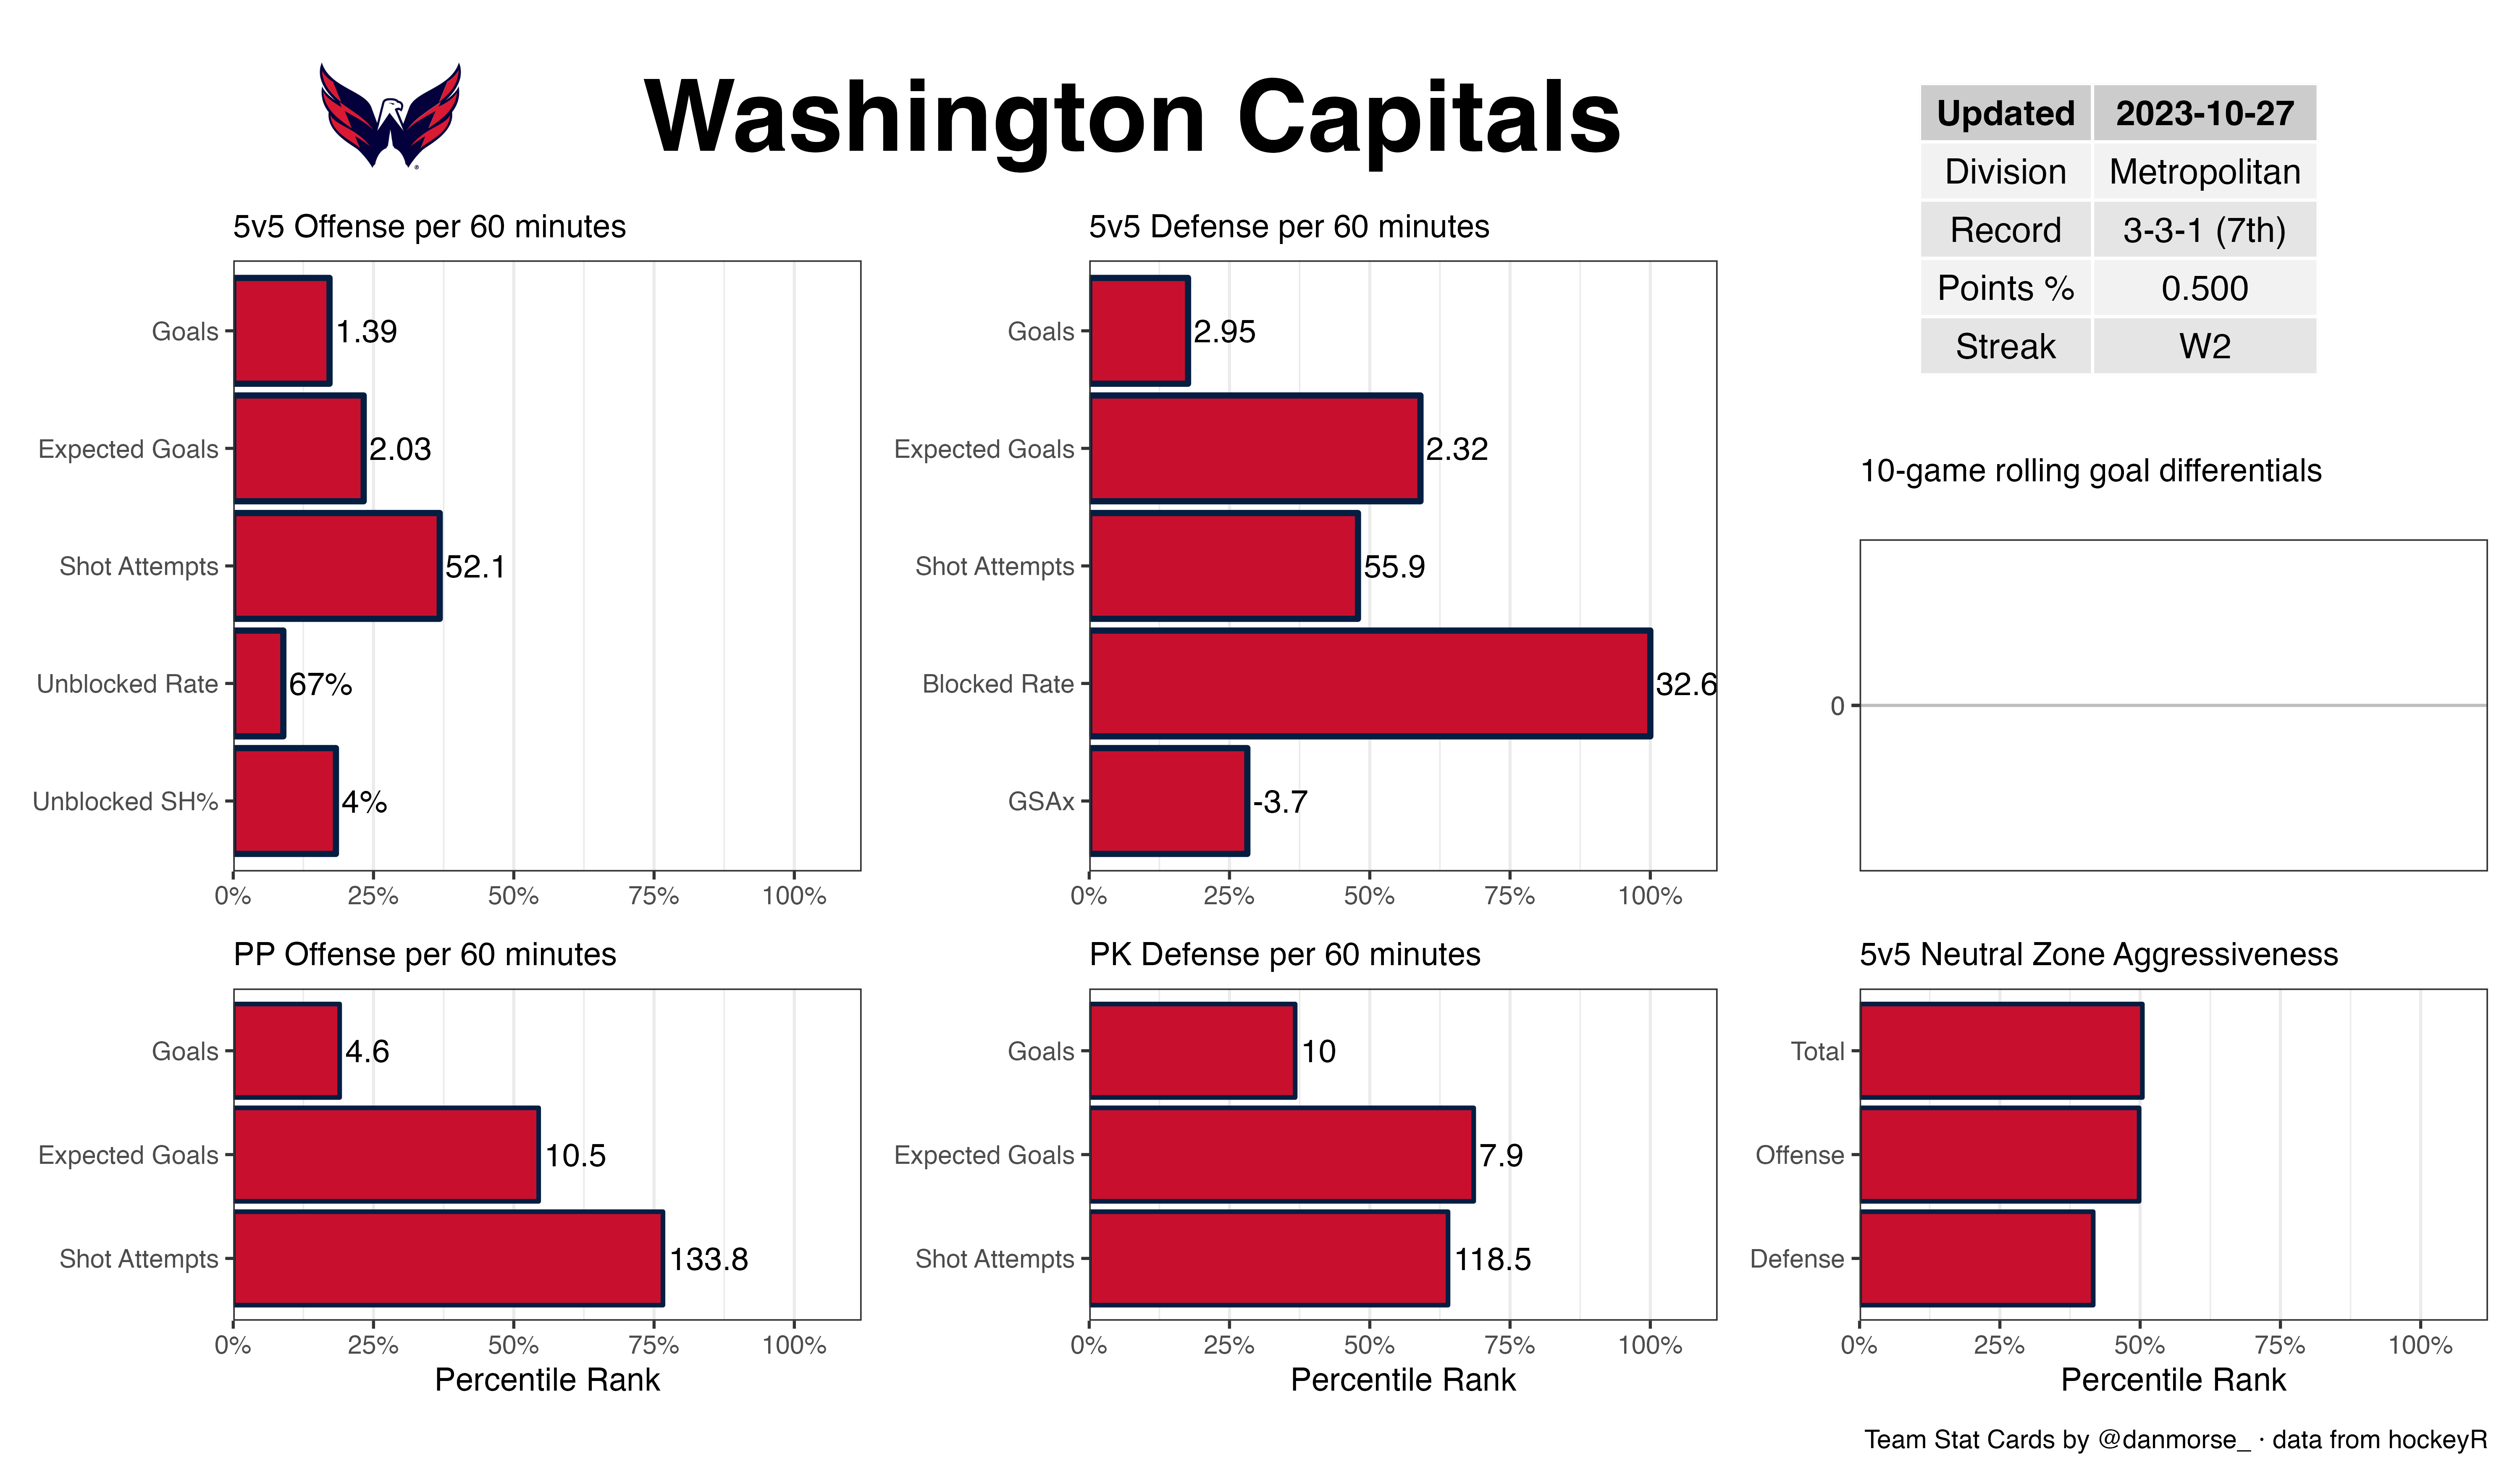 Washington Capitals
Updated 2023-10-27
Division Metropolitan
Record 3-3-1 (7th)
Points % 0.500
Streak W2
5v5 Offense per 60 minutes
Goals 1.39
Expected Goals 2.03
Shot Attempts 52.1
Unblocked Rate 67%
Unblocked SH% 4%
0% 25% 50% 75% 100%
5v5 Defense per 60 minutes
Goals 2.95
Expected Goals 2.32
Shot Attempts 55.9
Blocked Rate 32.6
GSAx -3.7
0% 25% 50% 75% 100%
10-game rolling goal differentials
0
PP Offense per 60 minutes
Goals 4.6
Expected Goals 10.5
Shot Attempts 133.8
0% 25% 50% 75% 100%
Percentile Rank
PK Defense per 60 minutes
Goals 10
Expected Goals 7.9
Shot Attempts 118.5
0% 25% 50% 75% 100%
Percentile Rank
5v5 Neutral Zone Aggressiveness
Total
Offense
Defense
0% 25% 50% 75% 100%
Percentile Rank
Team Stat Cards by @danmorse_ · data from hockeyR